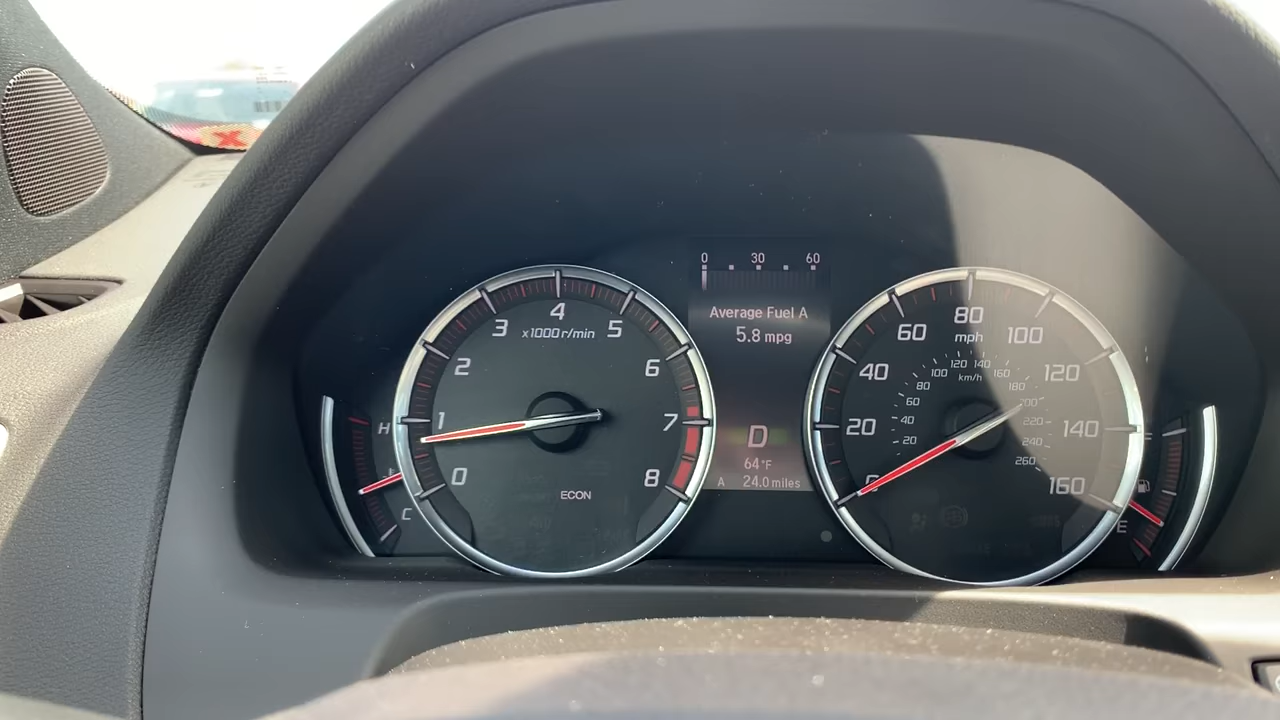 0 30 60
Average Fuel A
5.8 mpg
D
64°F
A 24.0 miles
0 1 2 3 4 5 6 7 8
x1000r/min
ECON
H
C
0 20 40 60 80 100 120 140 160
mph
20 40 60 80 100 120 140 160 180 200 220 240 260
km/h
E